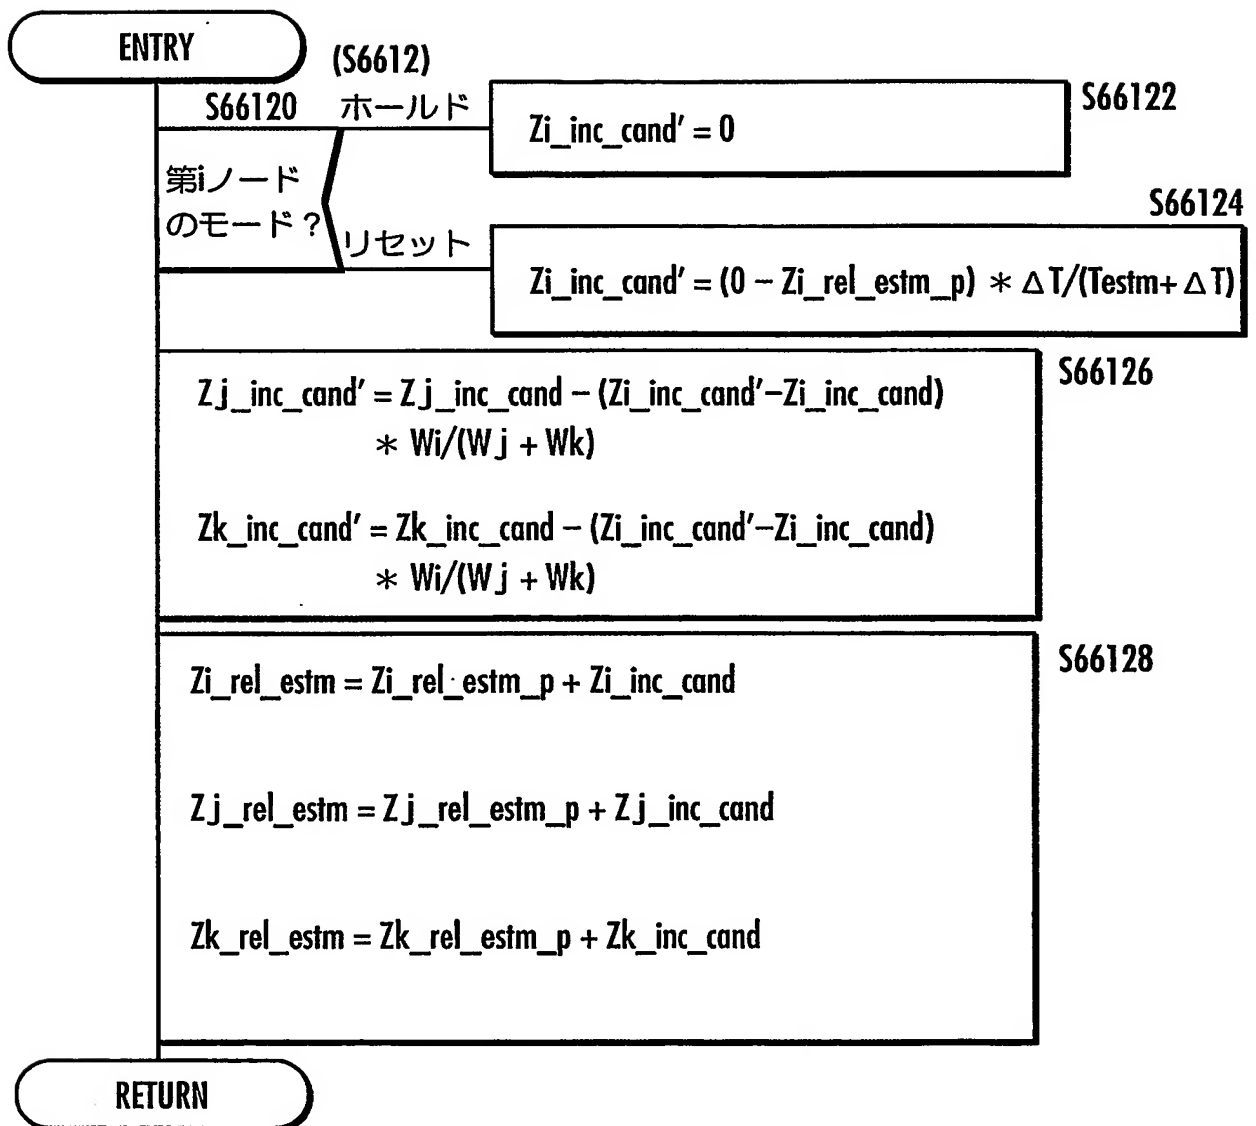 ENTRY
(S6612)
S66120
ホールド
S66122
Zi_inc_cand' = 0
第iノード
のモード?
リセット
S66124
Zi_inc_cand' = (0 – Zi_rel_estm_p) * ΔT/(Testm+ ΔT)
S66126
Zj_inc_cand' = Zj_inc_cand – (Zi_inc_cand'–Zi_inc_cand)
* Wi/(Wj + Wk)
Zk_inc_cand' = Zk_inc_cand – (Zi_inc_cand'–Zi_inc_cand)
* Wi/(Wj + Wk)
S66128
Zi_rel_estm = Zi_rel_estm_p + Zi_inc_cand
Zj_rel_estm = Zj_rel_estm_p + Zj_inc_cand
Zk_rel_estm = Zk_rel_estm_p + Zk_inc_cand
RETURN